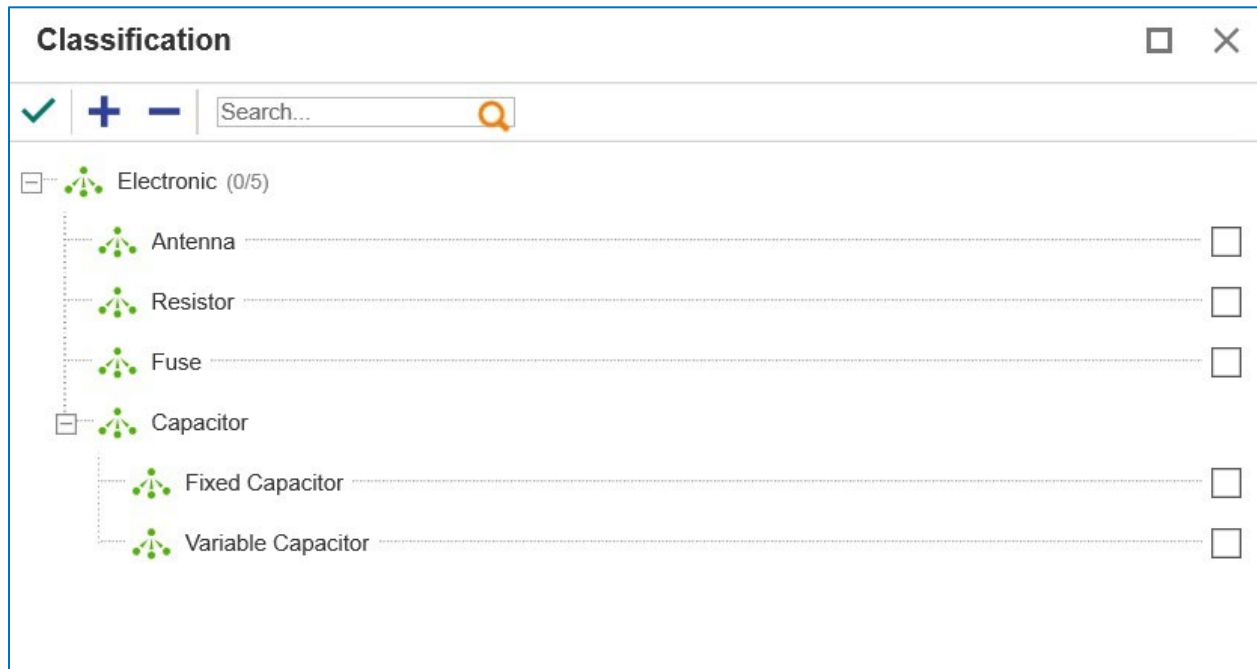 Classification
Search...
Electronic (0/5)
Antenna
Resistor
Fuse
Capacitor
Fixed Capacitor
Variable Capacitor